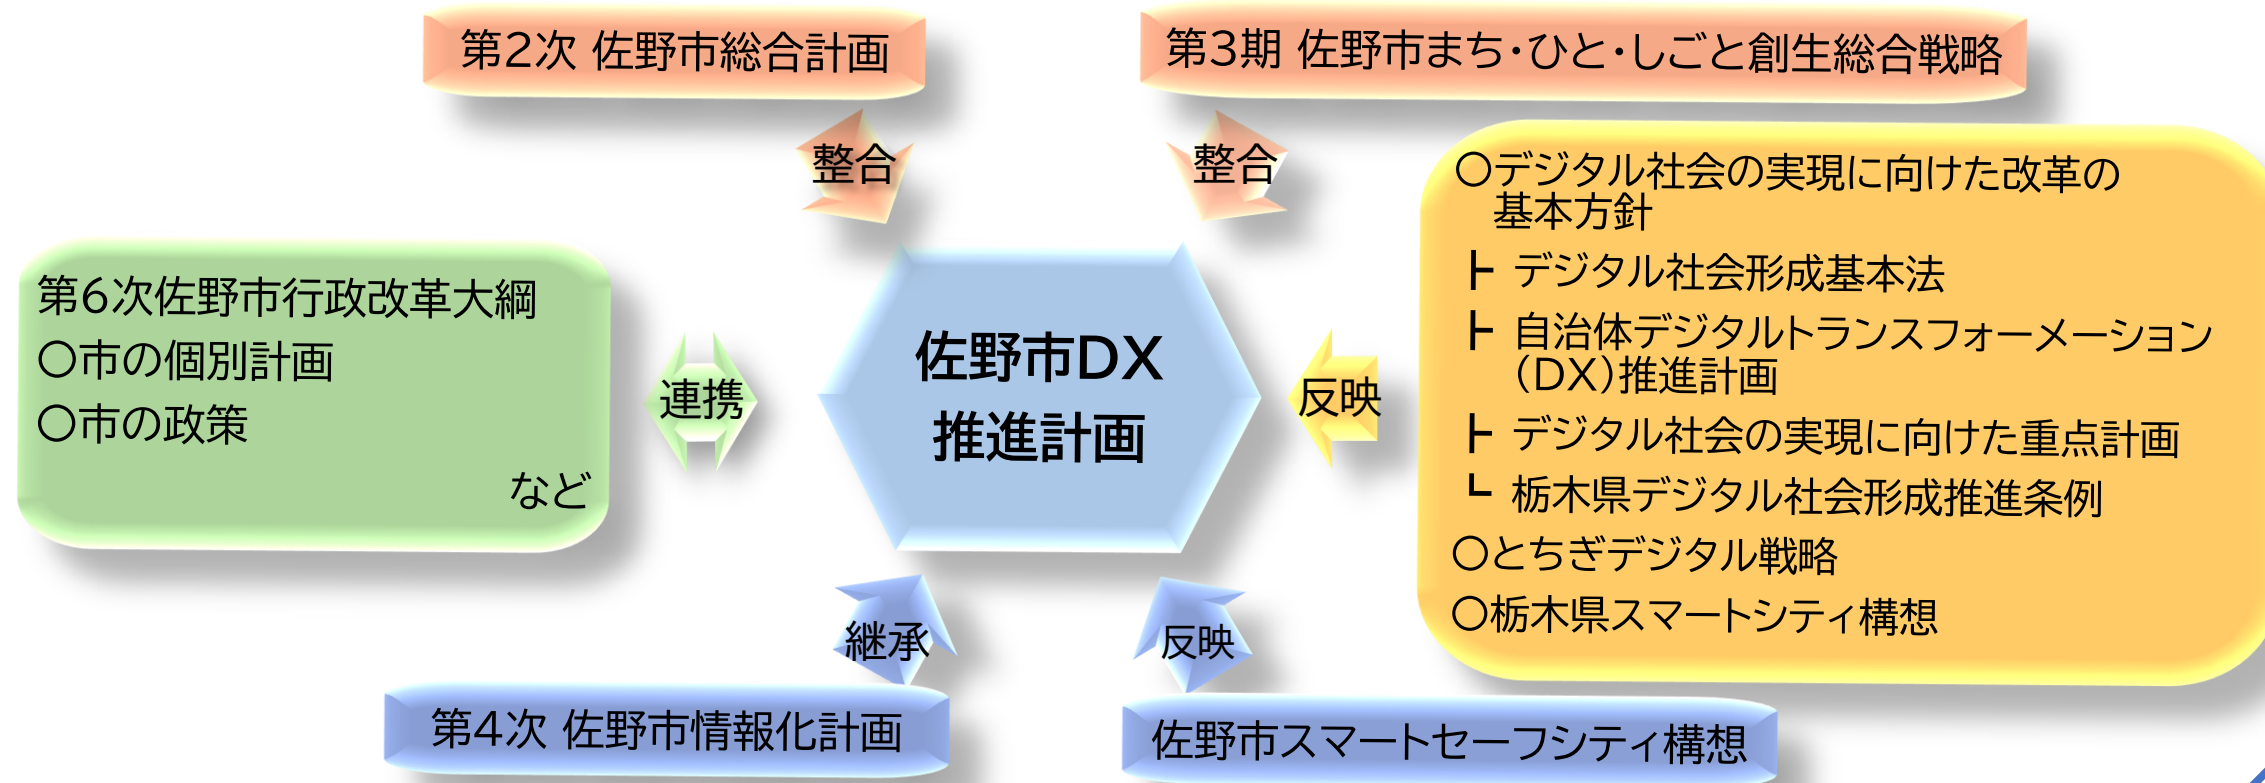 第2次 佐野市総合計画
第3期 佐野市まち・ひと・しごと創生総合戦略
整合
整合
第6次佐野市行政改革大綱
〇市の個別計画
〇市の政策
など
連携
佐野市DX
推進計画
反映
〇デジタル社会の実現に向けた改革の
基本方針
┣ デジタル社会形成基本法
┣ 自治体デジタルトランスフォーメーション
（DX）推進計画
┣ デジタル社会の実現に向けた重点計画
┗ 栃木県デジタル社会形成推進条例
〇とちぎデジタル戦略
〇栃木県スマートシティ構想
継承
反映
第4次 佐野市情報化計画
佐野市スマートセーフシティ構想